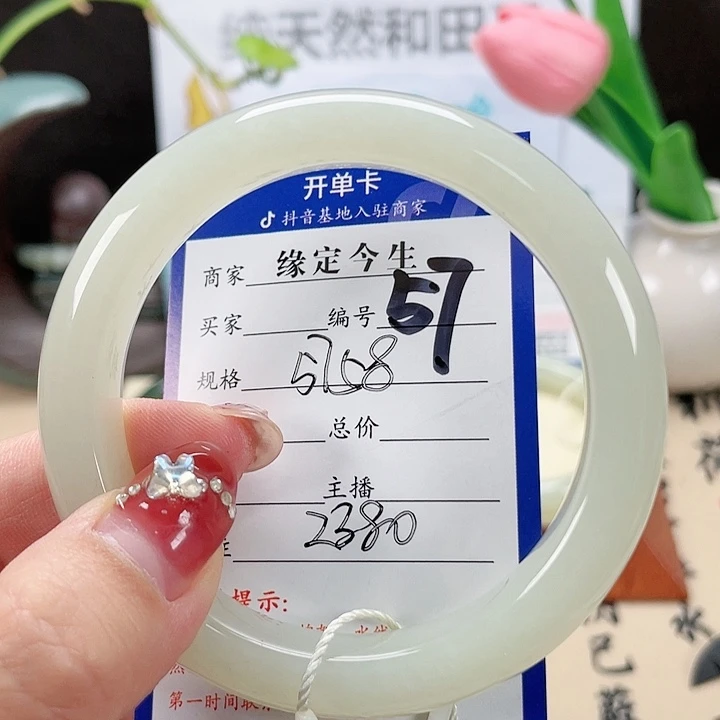 纯天然和田玉
开单卡
抖音基地入驻商家
商家 缘定今生
买家 编号 57
规格 5758
总价
主播
2380
提示:
第一时间联